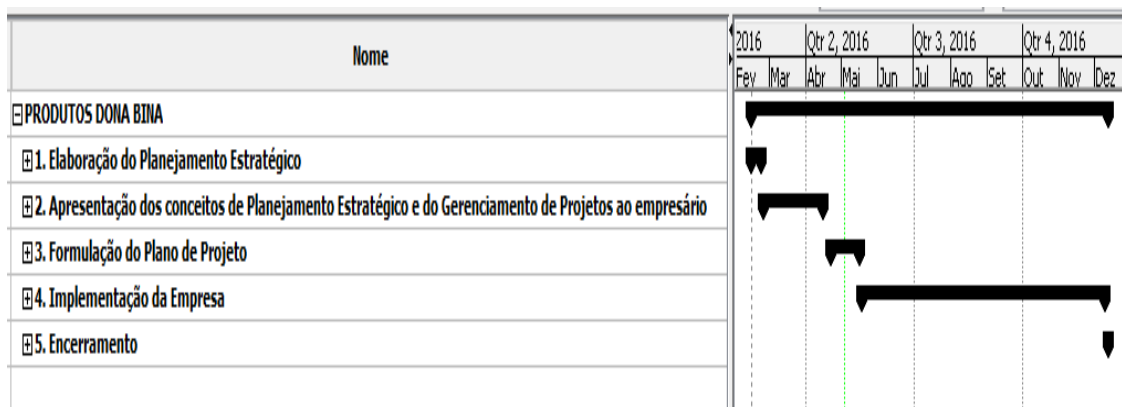 Nome
2016 Qtr 2, 2016 Qtr 3, 2016 Qtr 4, 2016
Fev Mar Abr Mai Jun Jul Ago Set Out Nov Dez
PRODUTOS DONA BINA
1. Elaboração do Planejamento Estratégico
2. Apresentação dos conceitos de Planejamento Estratégico e do Gerenciamento de Projetos ao empresário
3. Formulação do Plano de Projeto
4. Implementação da Empresa
5. Encerramento